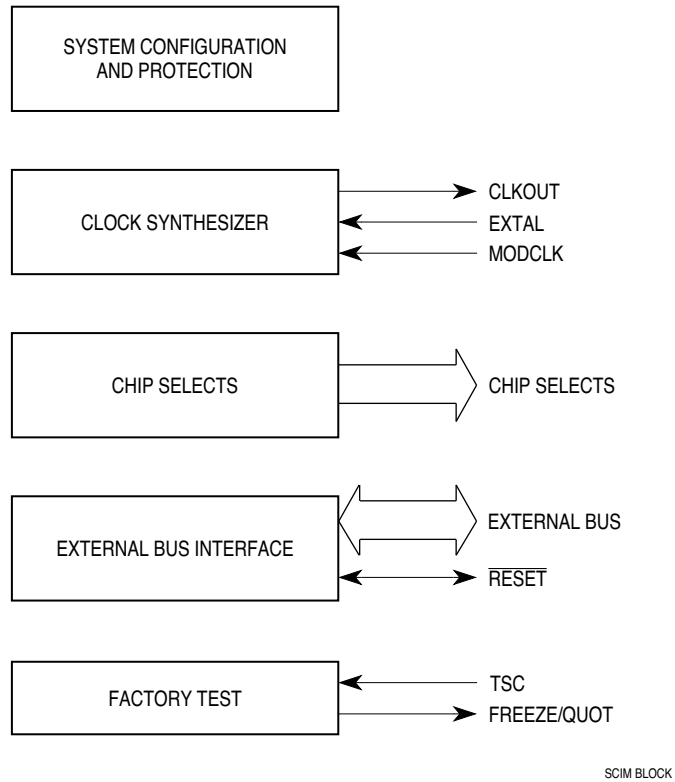 SYSTEM CONFIGURATION
AND PROTECTION
CLOCK SYNTHESIZER
CLKOUT
EXTAL
MODCLK
CHIP SELECTS
CHIP SELECTS
EXTERNAL BUS INTERFACE
EXTERNAL BUS
RESET
FACTORY TEST
TSC
FREEZE/QUOT
SCIM BLOCK